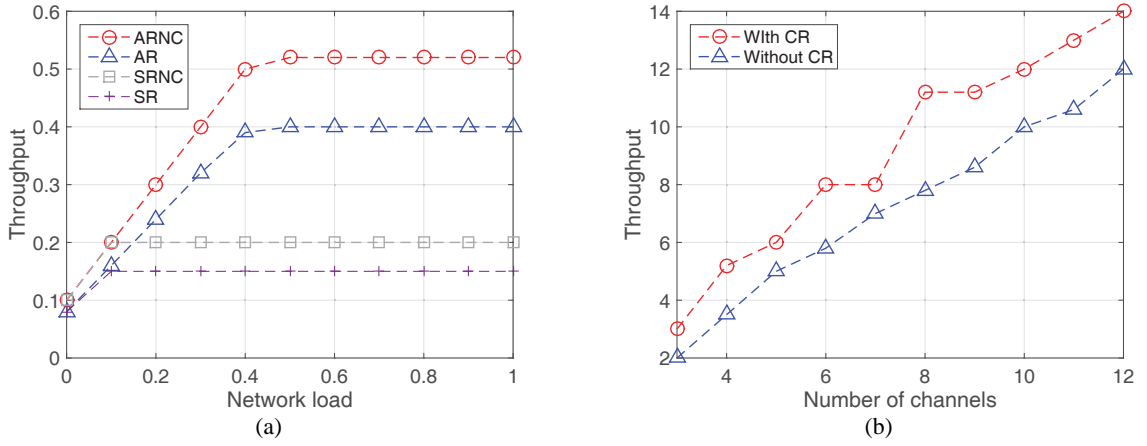 0.6
0.5
0.4
0.3
0.2
0.1
0
Throughput
ARNC
AR
SRNC
SR
0 0.2 0.4 0.6 0.8 1
Network load
(a)
14
12
10
8
6
4
2
Throughput
WIth CR
Without CR
4 6 8 10 12
Number of channels
(b)